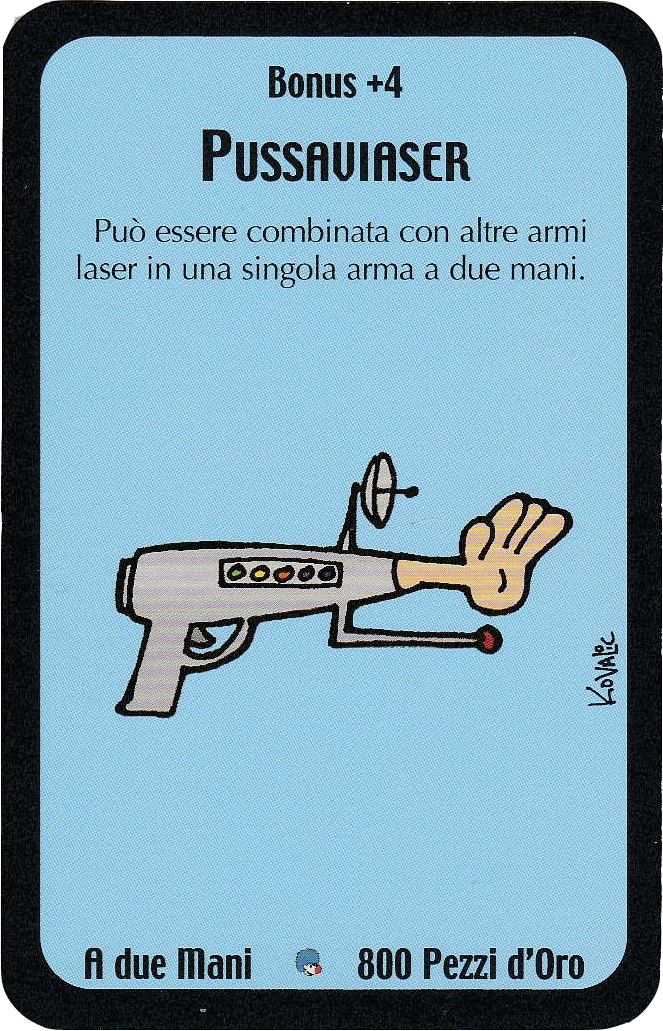 Bonus +4
PUSSAVIASER
Può essere combinata con altre armi
laser in una singola arma a due mani.
KOVALIC
A due Mani 800 Pezzi d'Oro